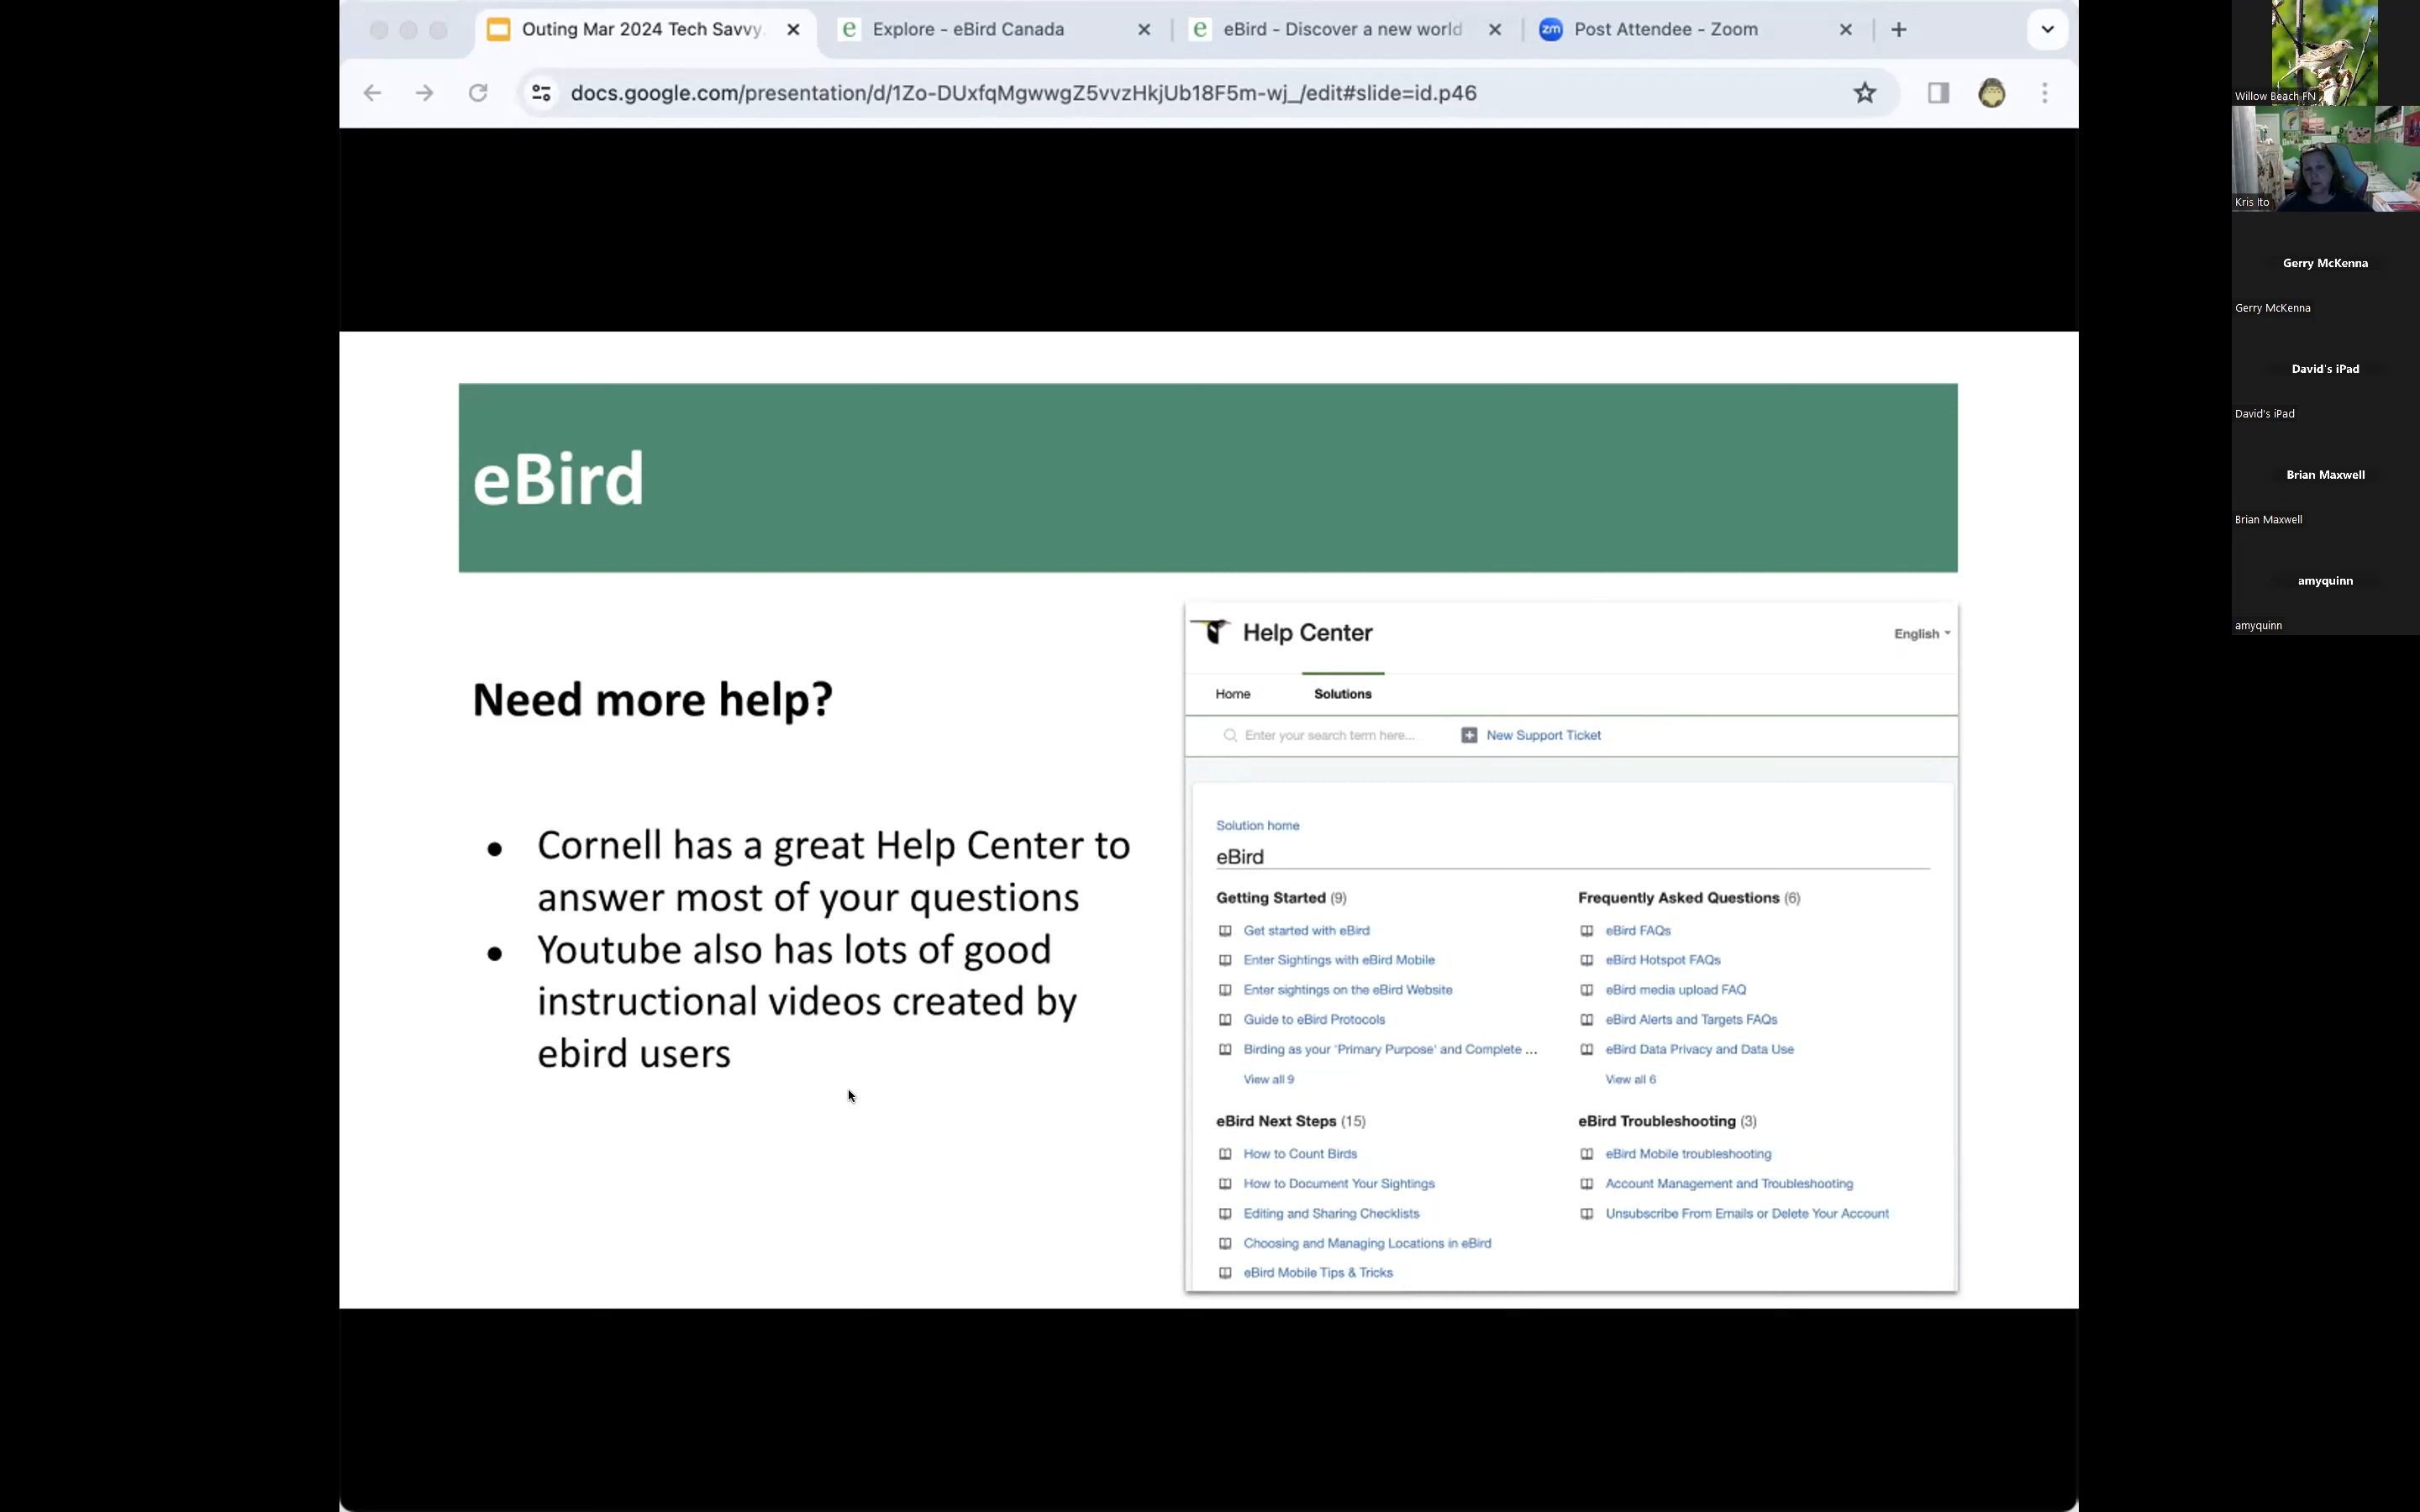 Outing Mar 2024 Tech Savvy
Explore - eBird Canada
eBird - Discover a new world
zm
Post Attendee - Zoom
docs.google.com/presentation/d/1Zo-DUxfqMgwwgZ5vvzHkjUb18F5m-wj_/edit#slide=id.p46
eBird
Need more help?
● Cornell has a great Help Center to
answer most of your questions
● Youtube also has lots of good
instructional videos created by
ebird users
Help Center
English
Home
Solutions
Enter your search term here...
New Support Ticket
Solution home
eBird
Getting Started (9)
Get started with eBird
Enter Sightings with eBird Mobile
Enter sightings on the eBird Website
Guide to eBird Protocols
Birding as your 'Primary Purpose' and Complete ...
View all 9
Frequently Asked Questions (6)
eBird FAQs
eBird Hotspot FAQs
eBird media upload FAQ
eBird Alerts and Targets FAQs
eBird Data Privacy and Data Use
View all 6
eBird Next Steps (15)
How to Count Birds
How to Document Your Sightings
Editing and Sharing Checklists
Choosing and Managing Locations in eBird
eBird Mobile Tips & Tricks
eBird Troubleshooting (3)
eBird Mobile troubleshooting
Account Management and Troubleshooting
Unsubscribe From Emails or Delete Your Account
Willow Beach FN
Kris Ito
Gerry McKenna
Gerry McKenna
David's iPad
David's iPad
Brian Maxwell
Brian Maxwell
amyquinn
amyquinn